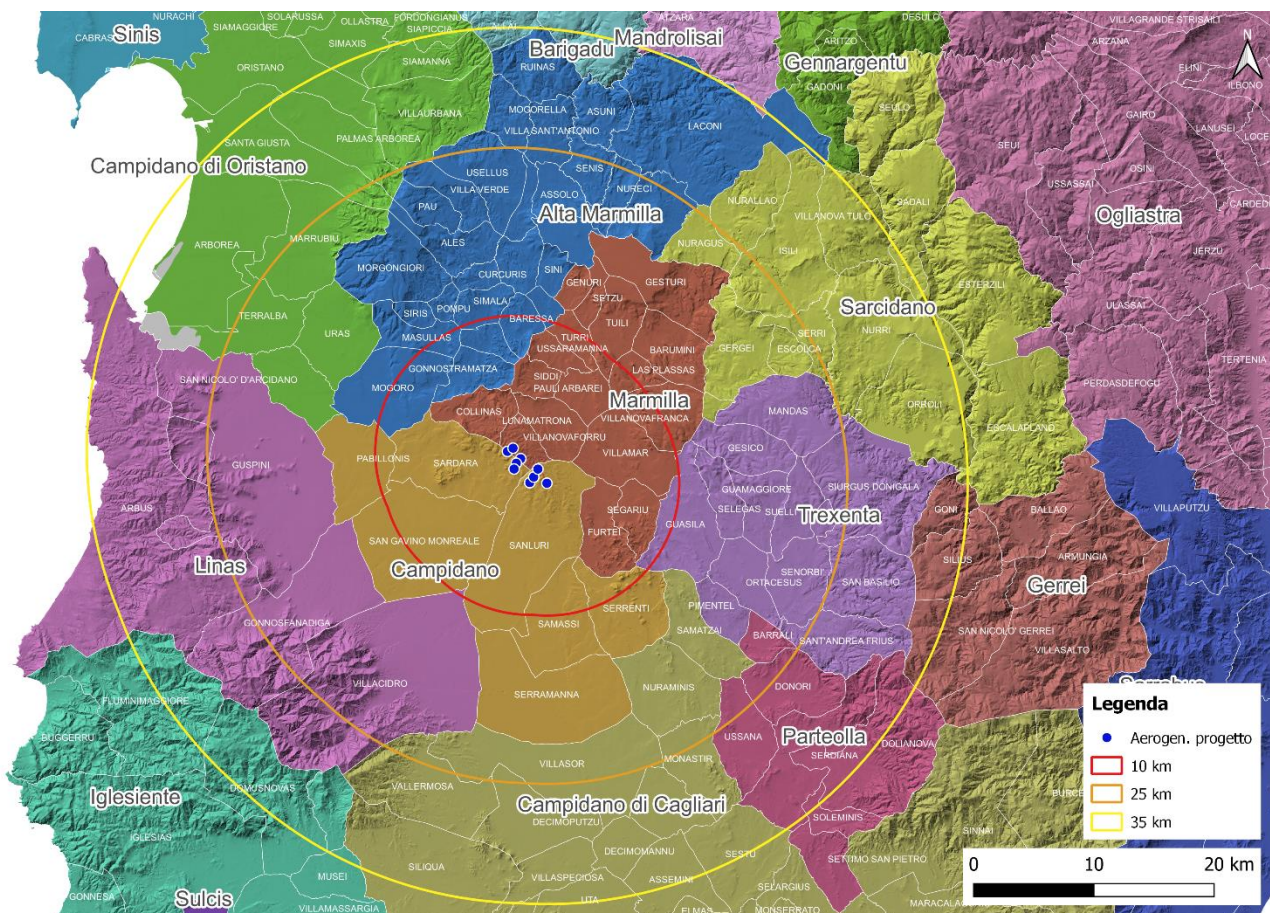 NURACHI
SOLARUSSA
FORDONGIANUS
ALLAI
ATZARA
DESULO
VILLAGRANDE STRISAILI
CABRAS
Sinis
SIAMAGGIORE
OLLASTRA
SIAPICCIA
SIMAXIS
Barigadu
Mandrolisai
ARITZO
ARZANA
N
ORISTANO
SIAMANNA
RUINAS
Gennargentu
ELINI
ILBONO
GADONI
SEULO
MOGORELLA
ASUNI
LACONI
VILLAURBANA
GAIRO
LANUSEI
SANTA GIUSTA
PALMAS ARBOREA
VILLA SANT'ANTONIO
SEUI
LOCE
OSINI
Campidano di Oristano
USELLUS
SENIS
USSASSAI
VILLA VERDE
ASSOLO
NURECI
SADALI
CARDEDU
PAU
Alta Marmilla
NURALLAO
VILLANOVA TULO
Ogliastra
ARBOREA
MARRUBIU
ALES
NURAGUS
ISILI
JERZU
MORGONGIORI
CURCURIS
SINI
GENURI
GESTURI
ESTERZILI
ULASSAI
SIRIS
POMPU
SIMALA
SETZU
Sarcidano
TERRALBA
URAS
BARESSA
TUILI
SERRI
NURRI
MASULLAS
TURRI
USSARAMANNA
BARUMINI
GERGEI
ESCOLCA
TERTENIA
GONNOSTRAMATZA
SIDDI
LAS PLASSAS
SAN NICOLO' D'ARCIDANO
MOGORO
PAULI ARBAREI
PERDASDEFOGU
Marmilla
ORROLI
COLLINAS
LUNAMATRONA
VILLANOVAFRANCA
MANDAS
ESCALAPLANO
VILLANOVAFORRU
PABILLONIS
SARDARA
VILLAMAR
GESICO
GUSPINI
GUAMAGGIORE
SIURGUS DONIGALA
VILLAPUTZU
ARBUS
SEGARIU
SELEGAS
SUELLI
Trexenta
GONI
BALLAO
GUASILA
FURTEI
SAN GAVINO MONREALE
SANLURI
ARMUNGIA
Linas
Campidano
SENORBI'
SILIUS
ORTACESUS
SAN BASILIO
Gerrei
SERRENTI
PIMENTEL
GONNOSFANADIGA
SAMASSI
SAMATZAI
BARRALI
SANT'ANDREA FRIUS
SAN NICOLO' GERREI
VILLASALTO
VILLACIDRO
SERRAMANNA
NURAMINIS
DONORI
FLUMINIMAGGIORE
BUGGERRU
USSANA
Parteolla
DOLIANOVA
SERDIANA
VILLASOR
MONASTIR
Iglesiente
DOMUSNOVAS
VALLERMOSA
Campidano di Cagliari
DECIMOPUTZU
SOLEMINIS
IGLESIAS
DECIMOMANNU
SESTU
SINNAI
SILIQUA
SETTIMO SAN PIETRO
MUSEI
VILLASPECIOSA
ASSEMINI
SELARGIUS
GONNESA
Sulcis
VILLAMASSARGIA
UTA
ELMAS
MONSERRATO
Legenda
Aerogen. progetto
10 km
25 km
35 km
0
10
20 km